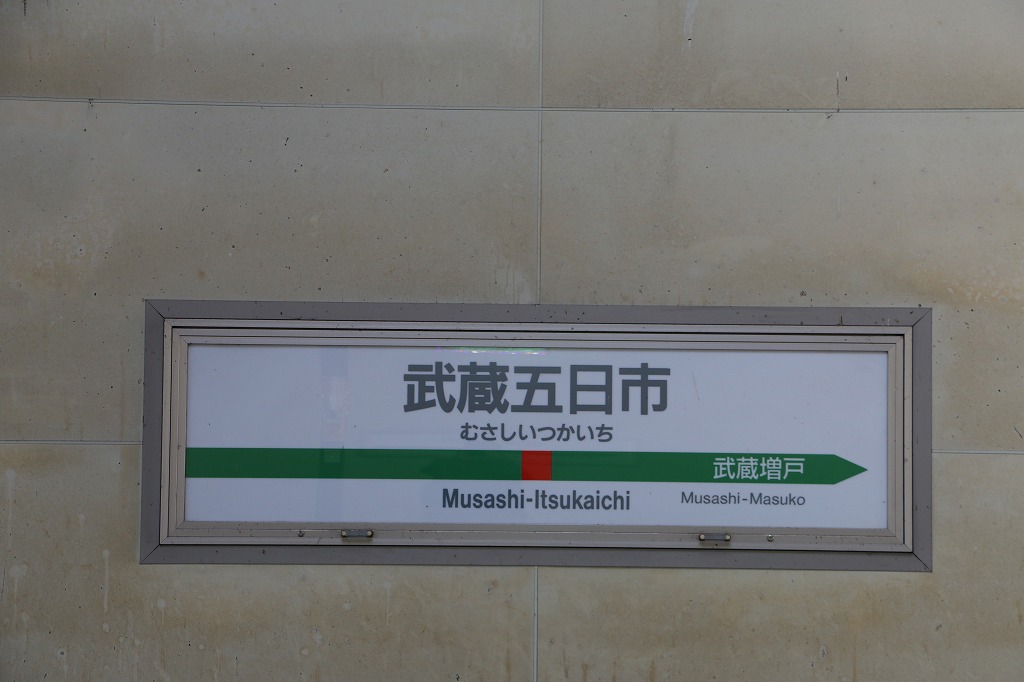 武蔵五日市
むさしいつかいち
武蔵増戸
Musashi-Itsukaichi
Musashi-Masuko